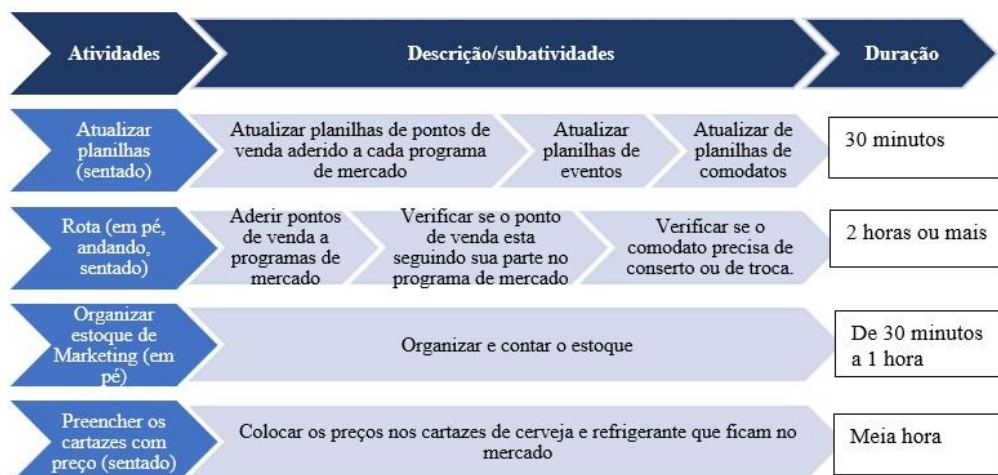 Atividades
Descrição/subatividades
Duração
Atualizar
planilhas
(sentado)
Atualizar planilhas de pontos de
venda aderido a cada programa
de mercado
Atualizar
planilhas de
eventos
Atualizar de
planilhas de
comodatos
30 minutos
Rota (em pé,
andando,
sentado)
Aderir pontos
de venda a
programas de
mercado
Verificar se o ponto
de venda esta
seguindo sua parte no
programa de mercado
Verificar se o
comodato precisa de
conserto ou de troca.
2 horas ou mais
Organizar
estoque de
Marketing (em
pé)
Organizar e contar o estoque
De 30 minutos
a 1 hora
Preencher os
cartazes com
preço (sentado)
Colocar os preços nos cartazes de cerveja e refrigerante que ficam no
mercado
Meia hora